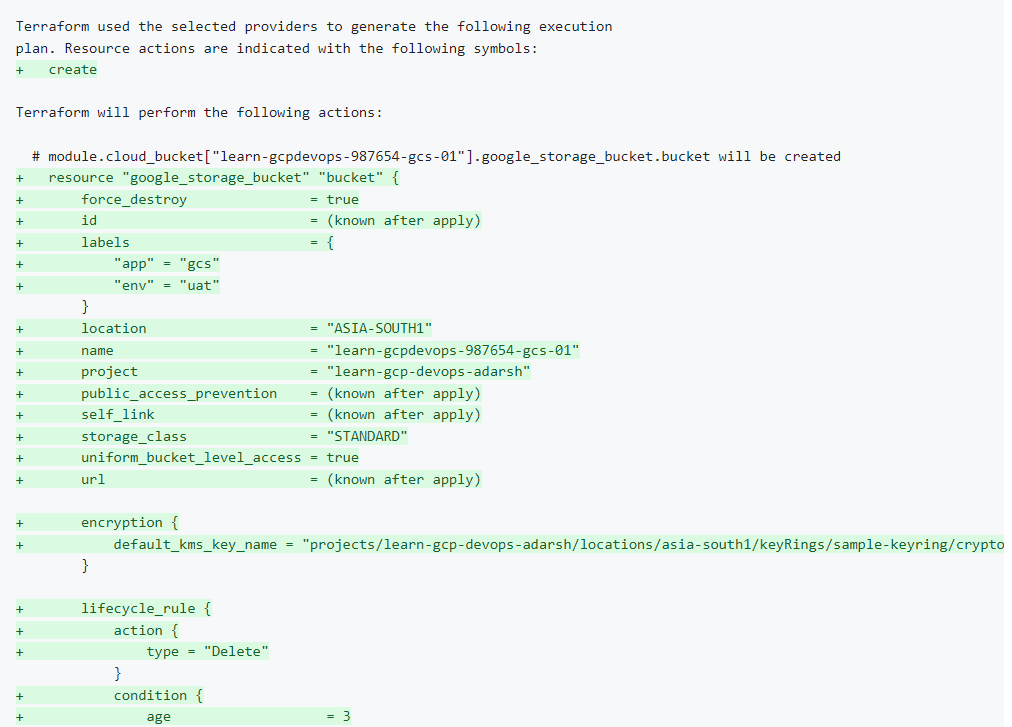 Terraform used the selected providers to generate the following execution
plan. Resource actions are indicated with the following symbols:
+   create

Terraform will perform the following actions:

  # module.cloud_bucket["learn-gcpdevops-987654-gcs-01"].google_storage_bucket.bucket will be created
+   resource "google_storage_bucket" "bucket" {
+       force_destroy               = true
+       id                          = (known after apply)
+       labels                      = {
+           "app" = "gcs"
+           "env" = "uat"
        }
+       location                    = "ASIA-SOUTH1"
+       name                        = "learn-gcpdevops-987654-gcs-01"
+       project                     = "learn-gcp-devops-adarsh"
+       public_access_prevention    = (known after apply)
+       self_link                   = (known after apply)
+       storage_class               = "STANDARD"
+       uniform_bucket_level_access = true
+       url                         = (known after apply)

+       encryption {
+           default_kms_key_name = "projects/learn-gcp-devops-adarsh/locations/asia-south1/keyRings/sample-keyring/crypto
        }

+       lifecycle_rule {
+           action {
+               type = "Delete"
            }
+           condition {
+               age                   = 3